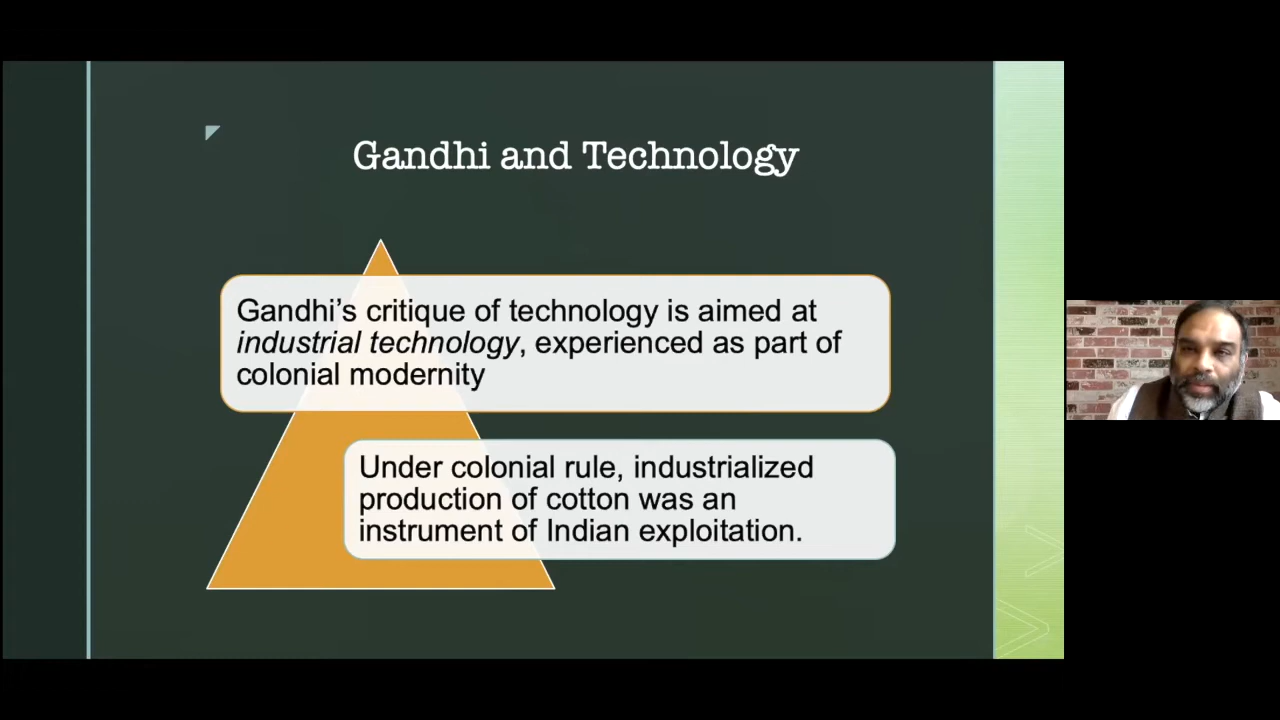 Gandhi and Technology
Gandhi’s critique of technology is aimed at
industrial technology, experienced as part of
colonial modernity
Under colonial rule, industrialized
production of cotton was an
instrument of Indian exploitation.